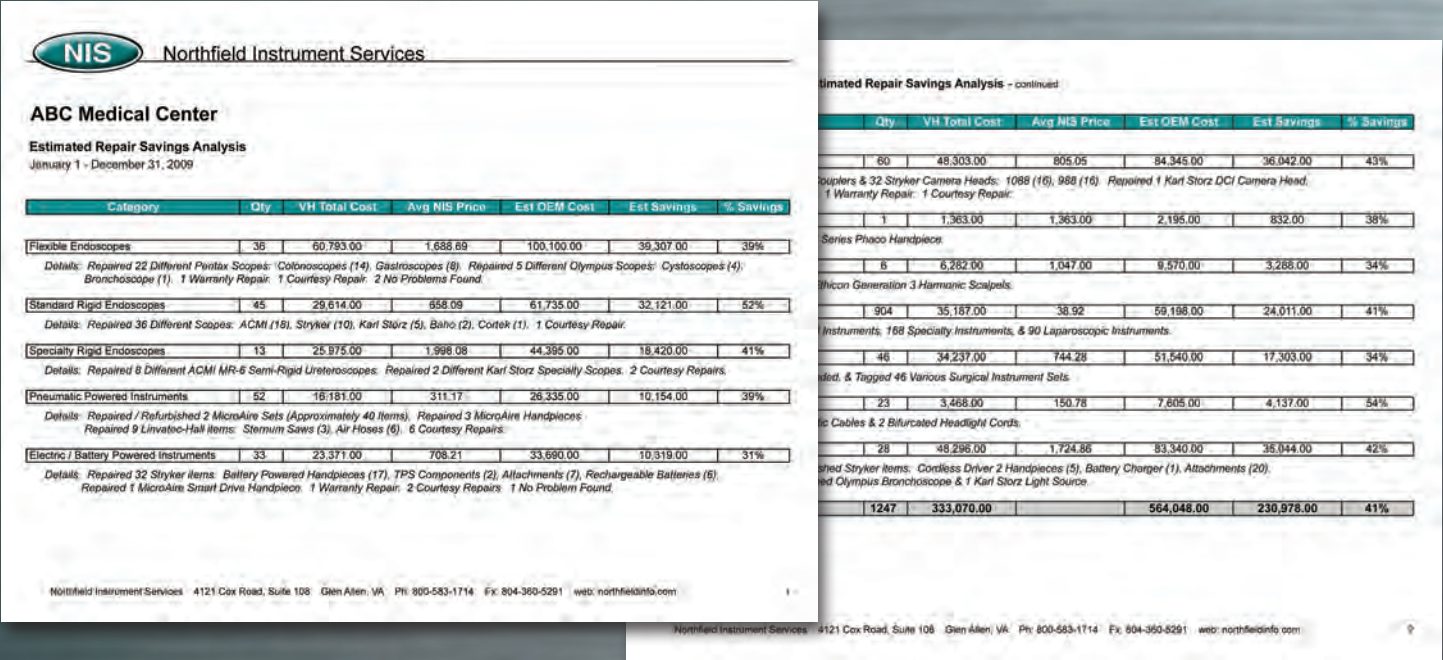 NIS Northfield Instrument Services
ABC Medical Center
Estimated Repair Savings Analysis
January 1 - December 31, 2009
Category Qty VH Total Cost Avg NIS Price Est OEM Cost Est Savings % Savings
Flexible Endoscopes 36 60,793.00 1,688.69 100,100.00 39,307.00 39%
Details: Repaired 22 Different Pentax Scopes: Colonoscopes (14), Gastroscopes (8). Repaired 5 Different Olympus Scopes: Cystoscopes (4),
Bronchoscope (1). 1 Warranty Repair. 1 Courtesy Repair. 2 No Problems Found.
Standard Rigid Endoscopes 45 29,614.00 658.09 61,735.00 32,121.00 52%
Details: Repaired 36 Different Scopes: ACMI (18), Stryker (10), Karl Storz (5), Baho (2), Cortek (1). 1 Courtesy Repair.
Specialty Rigid Endoscopes 13 25,975.00 1,998.08 44,395.00 18,420.00 41%
Details: Repaired 8 Different ACMI MR-6 Semi-Rigid Ureteroscopes. Repaired 2 Different Karl Storz Specialty Scopes. 2 Courtesy Repairs.
Pneumatic Powered Instruments 52 16,181.00 311.17 26,335.00 10,154.00 39%
Details: Repaired / Refurbished 2 MicroAire Sets (Approximately 40 Items). Repaired 3 MicroAire Handpieces.
Repaired 9 Linvatec-Hall items: Sternum Saws (3), Air Hoses (6). 6 Courtesy Repairs.
Electric / Battery Powered Instruments 33 23,371.00 708.21 33,690.00 10,319.00 31%
Details: Repaired 32 Stryker items: Battery Powered Handpieces (17), TPS Components (2), Attachments (7), Rechargeable Batteries (6).
Repaired 1 MicroAire Smart Drive Handpiece. 1 Warranty Repair. 2 Courtesy Repairs. 1 No Problem Found.
Northfield Instrument Services 4121 Cox Road, Suite 108 Glen Allen, VA Ph: 800-583-1714 Fx: 804-360-5291 web: northfieldinfo.com 1
timated Repair Savings Analysis - continued
Qty VH Total Cost Avg NIS Price Est OEM Cost Est Savings % Savings
60 48,303.00 805.05 84,345.00 36,042.00 43%
ouplers & 32 Stryker Camera Heads: 1088 (16), 988 (16). Repaired 1 Karl Storz DCI Camera Head.
1 Warranty Repair. 1 Courtesy Repair.
1 1,363.00 1,363.00 2,195.00 832.00 38%
Series Phaco Handpiece.
6 6,282.00 1,047.00 9,570.00 3,288.00 34%
thicon Generation 3 Harmonic Scalpels.
904 35,187.00 38.92 59,198.00 24,011.00 41%
l Instruments, 168 Specialty Instruments, & 90 Laparoscopic Instruments.
46 34,237.00 744.28 51,540.00 17,303.00 34%
ded, & Tagged 46 Various Surgical Instrument Sets.
23 3,468.00 150.78 7,605.00 4,137.00 54%
ic Cables & 2 Bifurcated Headlight Cords.
28 48,296.00 1,724.86 83,340.00 35,044.00 42%
shed Stryker items: Cordless Driver 2 Handpieces (5), Battery Charger (1), Attachments (20).
ed Olympus Bronchoscope & 1 Karl Storz Light Source.
1247 333,070.00 564,048.00 230,978.00 41%
Northfield Instrument Services 4121 Cox Road, Suite 108 Glen Allen, VA Ph: 800-583-1714 Fx: 804-360-5291 web: northfieldinfo.com